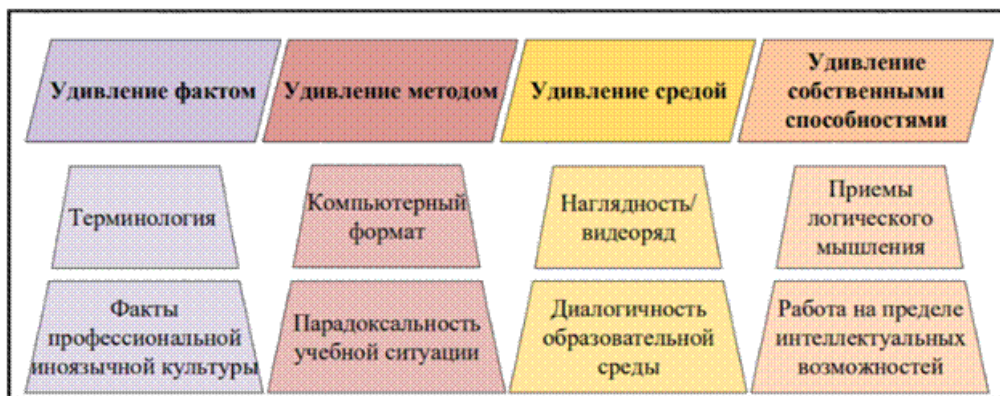 Удивление фактом
Удивление методом
Удивление средой
Удивление
собственными
способностями
Терминология
Компьютерный
формат
Наглядность/
видеоряд
Приемы
логического
мышления
Факты
профессиональной
иноязычной культуры
Парадоксальность
учебной ситуации
Диалогичность
образовательной
среды
Работа на пределе
интеллектуальных
возможностей